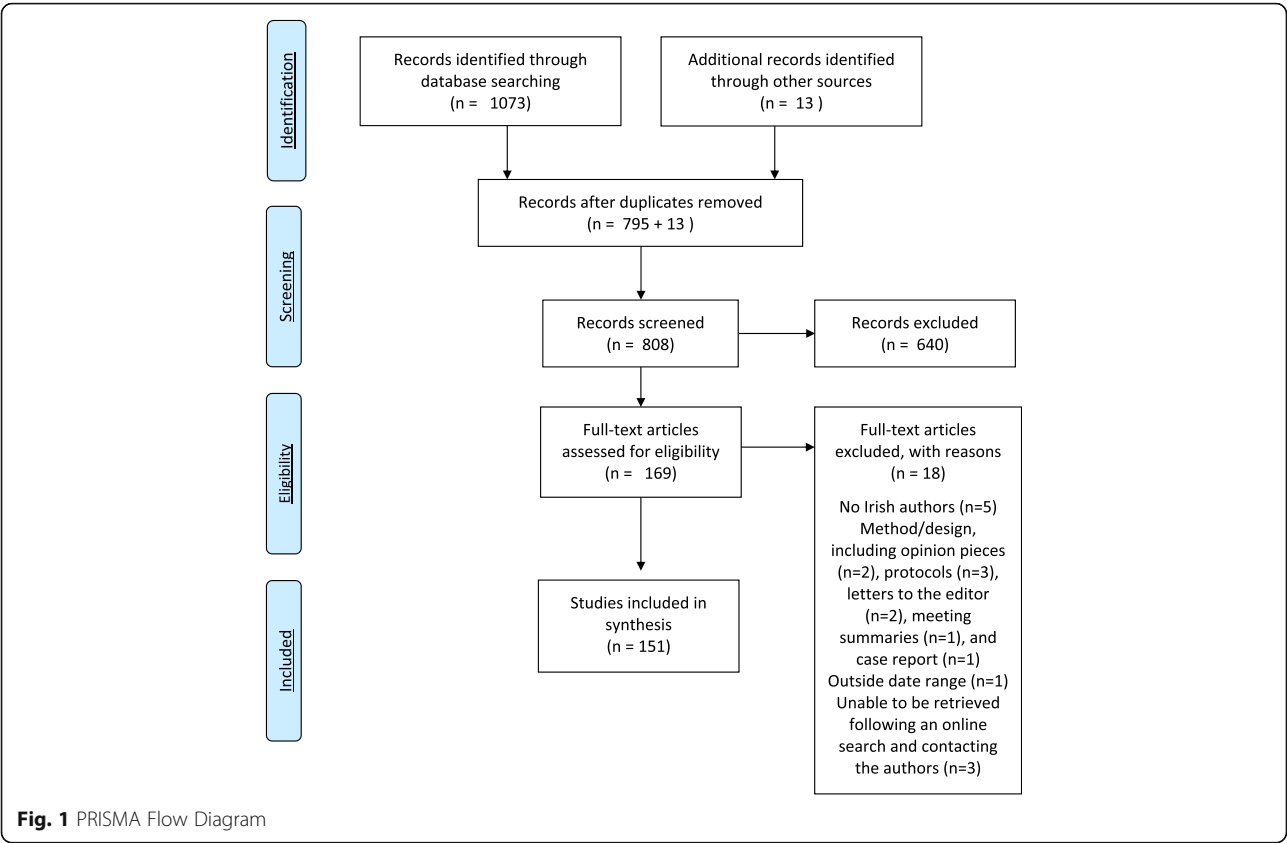 Identification
Records identified through
database searching
(n = 1073)
Additional records identified
through other sources
(n = 13 )
Records after duplicates removed
(n = 795 + 13 )
Screening
Records screened
(n = 808)
Records excluded
(n = 640)
Eligibility
Full-text articles
assessed for eligibility
(n = 169)
Full-text articles
excluded, with reasons
(n = 18)
No Irish authors (n=5)
Method/design,
including opinion pieces
(n=2), protocols (n=3),
letters to the editor
(n=2), meeting
summaries (n=1), and
case report (n=1)
Outside date range (n=1)
Unable to be retrieved
following an online
search and contacting
the authors (n=3)
Included
Studies included in
synthesis
(n = 151)
Fig. 1 PRISMA Flow Diagram